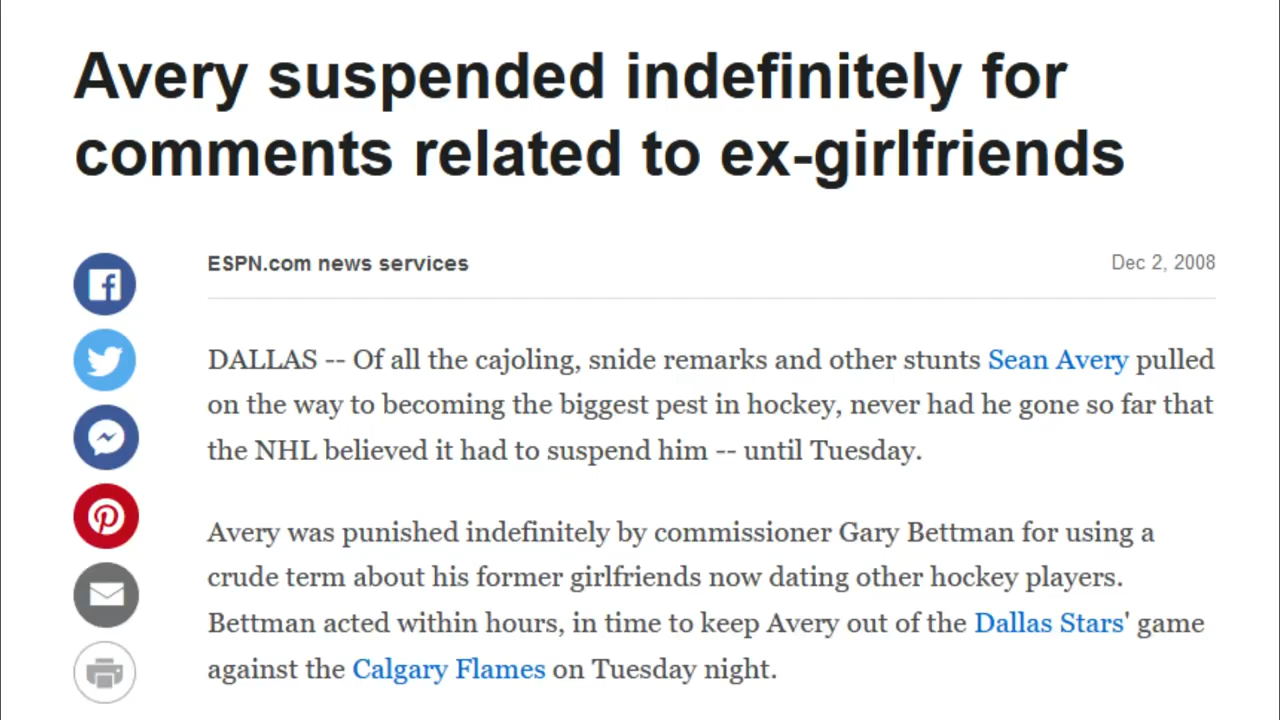 Avery suspended indefinitely for
comments related to ex-girlfriends
ESPN.com news services
Dec 2, 2008
DALLAS -- Of all the cajoling, snide remarks and other stunts Sean Avery pulled
on the way to becoming the biggest pest in hockey, never had he gone so far that
the NHL believed it had to suspend him -- until Tuesday.
Avery was punished indefinitely by commissioner Gary Bettman for using a
crude term about his former girlfriends now dating other hockey players.
Bettman acted within hours, in time to keep Avery out of the Dallas Stars' game
against the Calgary Flames on Tuesday night.